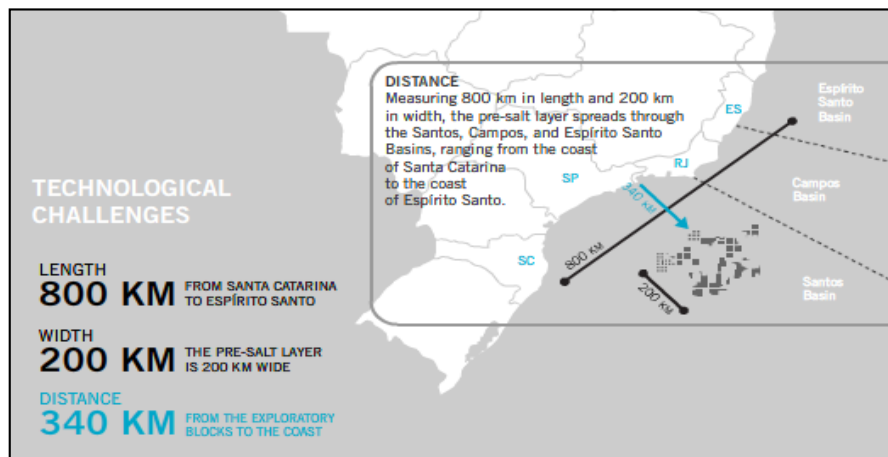 DISTANCE
Measuring 800 km in length and 200 km
in width, the pre-salt layer spreads through
the Santos, Campos, and Espírito Santo
Basins, ranging from the coast
of Santa Catarina
to the coast
of Espírito Santo.
ES
Espírito
Santo
Basin
RJ
SP
340 KM
Campos
Basin
TECHNOLOGICAL
CHALLENGES
SC
800 KM
200 KM
Santos
Basin
LENGTH
800 KM FROM SANTA CATARINA
TO ESPÍRITO SANTO
WIDTH
200 KM THE PRE-SALT LAYER
IS 200 KM WIDE
DISTANCE
340 KM FROM THE EXPLORATORY
BLOCKS TO THE COAST